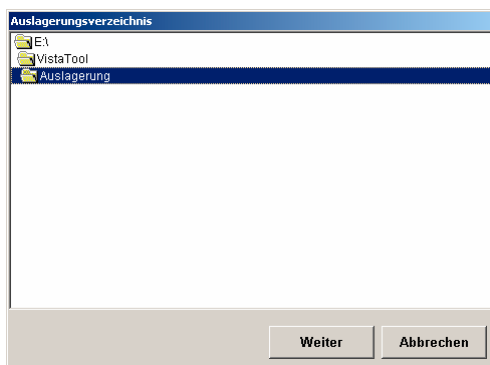 Auslagerungsverzeichnis
E:\
VistaTool
Auslagerung
Weiter Abbrechen